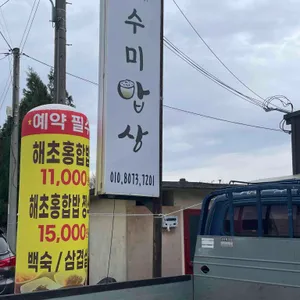 수미밥상
010.8073.7201
예약 필수
해초홍합밥
11,000
해초홍합밥 정
15,000
백숙 / 삼겹살